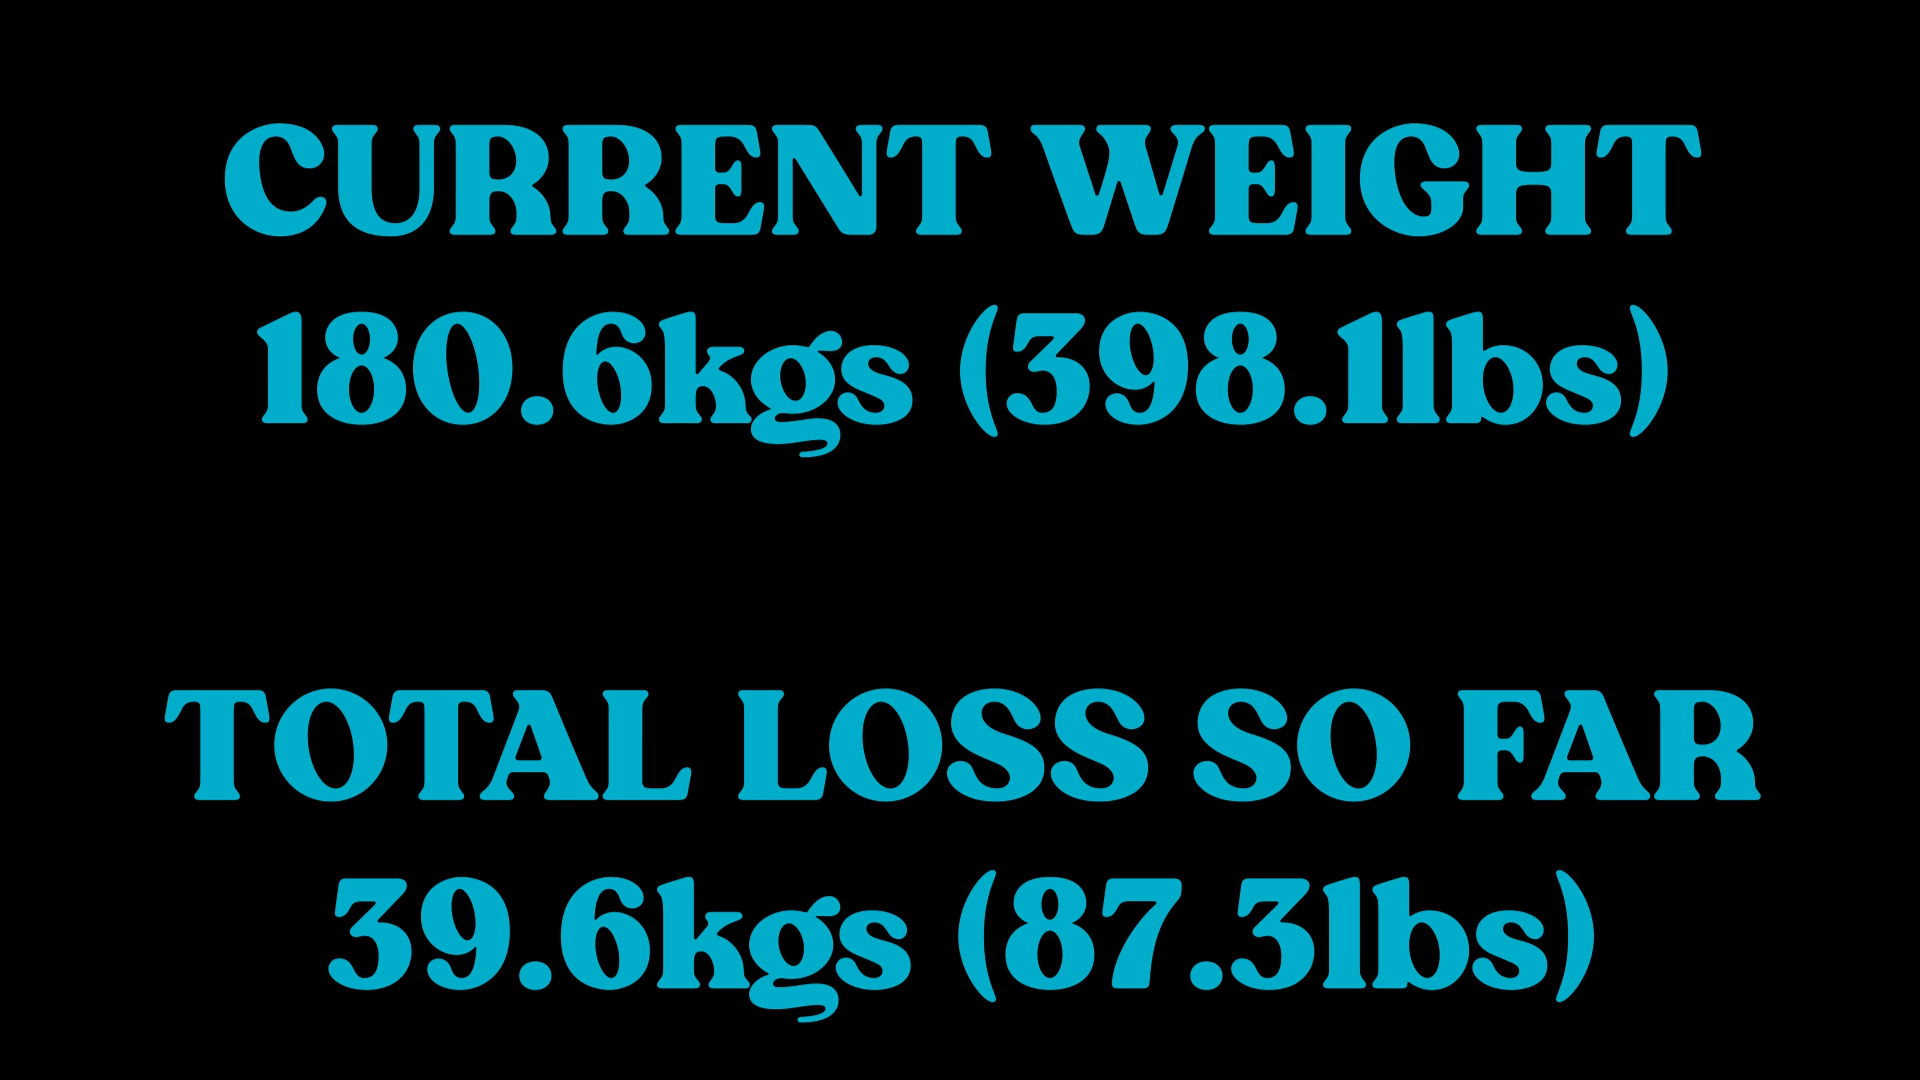 CURRENT WEIGHT
180.6kgs (398.1lbs)
TOTAL LOSS SO FAR
39.6kgs (87.3lbs)